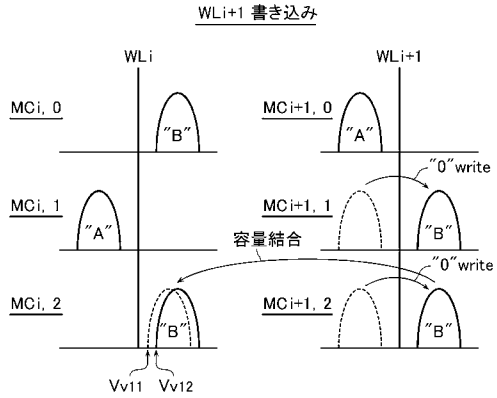 WLi+1 書き込み
WLi
WLi+1
MCi, 0
"B"
MCi+1, 0
"A"
"0"write
MCi, 1
"A"
MCi+1, 1
"B"
容量結合
"0"write
MCi, 2
"B"
MCi+1, 2
"B"
Vv11
Vv12